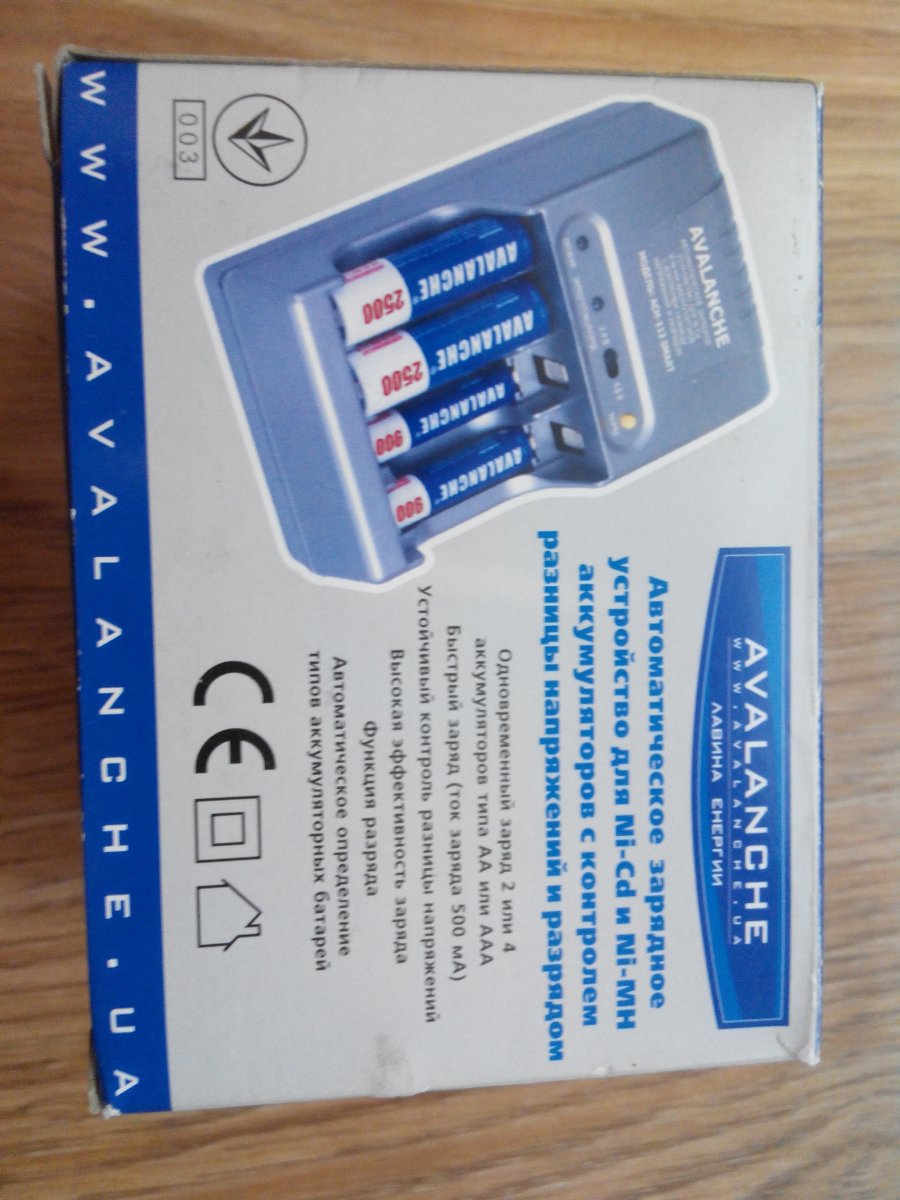 AVALANCHE
WWW.AVALANCHE.UA
ЛАВИНА ЕНЕРГИИ
Автоматическое зарядное
устройство для Ni-Cd и Ni-MH
аккумуляторов с контролем
разницы напряжений и разрядом
Одновременный заряд 2 или 4
аккумуляторов типа АА или ААА
Быстрый заряд (ток заряда 500 мА)
Устойчивый контроль разницы напряжений
Высокая эффективность заряда
Функция разряда
Автоматическое определение
типов аккумуляторных батарей
AVALANCHE
SMART
AVALANCHE
2500
AVALANCHE
2500
AVALANCHE
900
AVALANCHE
900
003
CE
WWW.AVALANCHE.UA